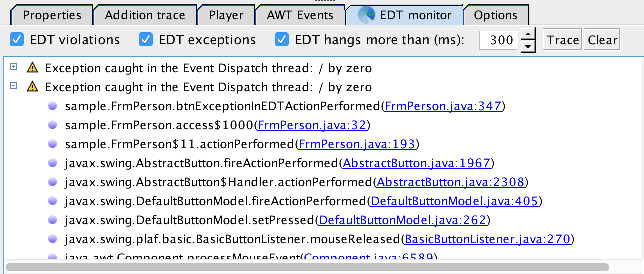 Properties Addition trace Player AWT Events EDT monitor Options
EDT violations EDT exceptions EDT hangs more than (ms): 300 Trace Clear
Exception caught in the Event Dispatch thread: / by zero
Exception caught in the Event Dispatch thread: / by zero
sample.FrmPerson.btnExceptionInEDTActionPerformed(FrmPerson.java:347)
sample.FrmPerson.access$1000(FrmPerson.java:32)
sample.FrmPerson$11.actionPerformed(FrmPerson.java:193)
javax.swing.AbstractButton.fireActionPerformed(AbstractButton.java:1967)
javax.swing.AbstractButton$Handler.actionPerformed(AbstractButton.java:2308)
javax.swing.DefaultButtonModel.fireActionPerformed(DefaultButtonModel.java:405)
javax.swing.DefaultButtonModel.setPressed(DefaultButtonModel.java:262)
javax.swing.plaf.basic.BasicButtonListener.mouseReleased(BasicButtonListener.java:270)
java.awt.Component.processMouseEvent(Component.java:6589)